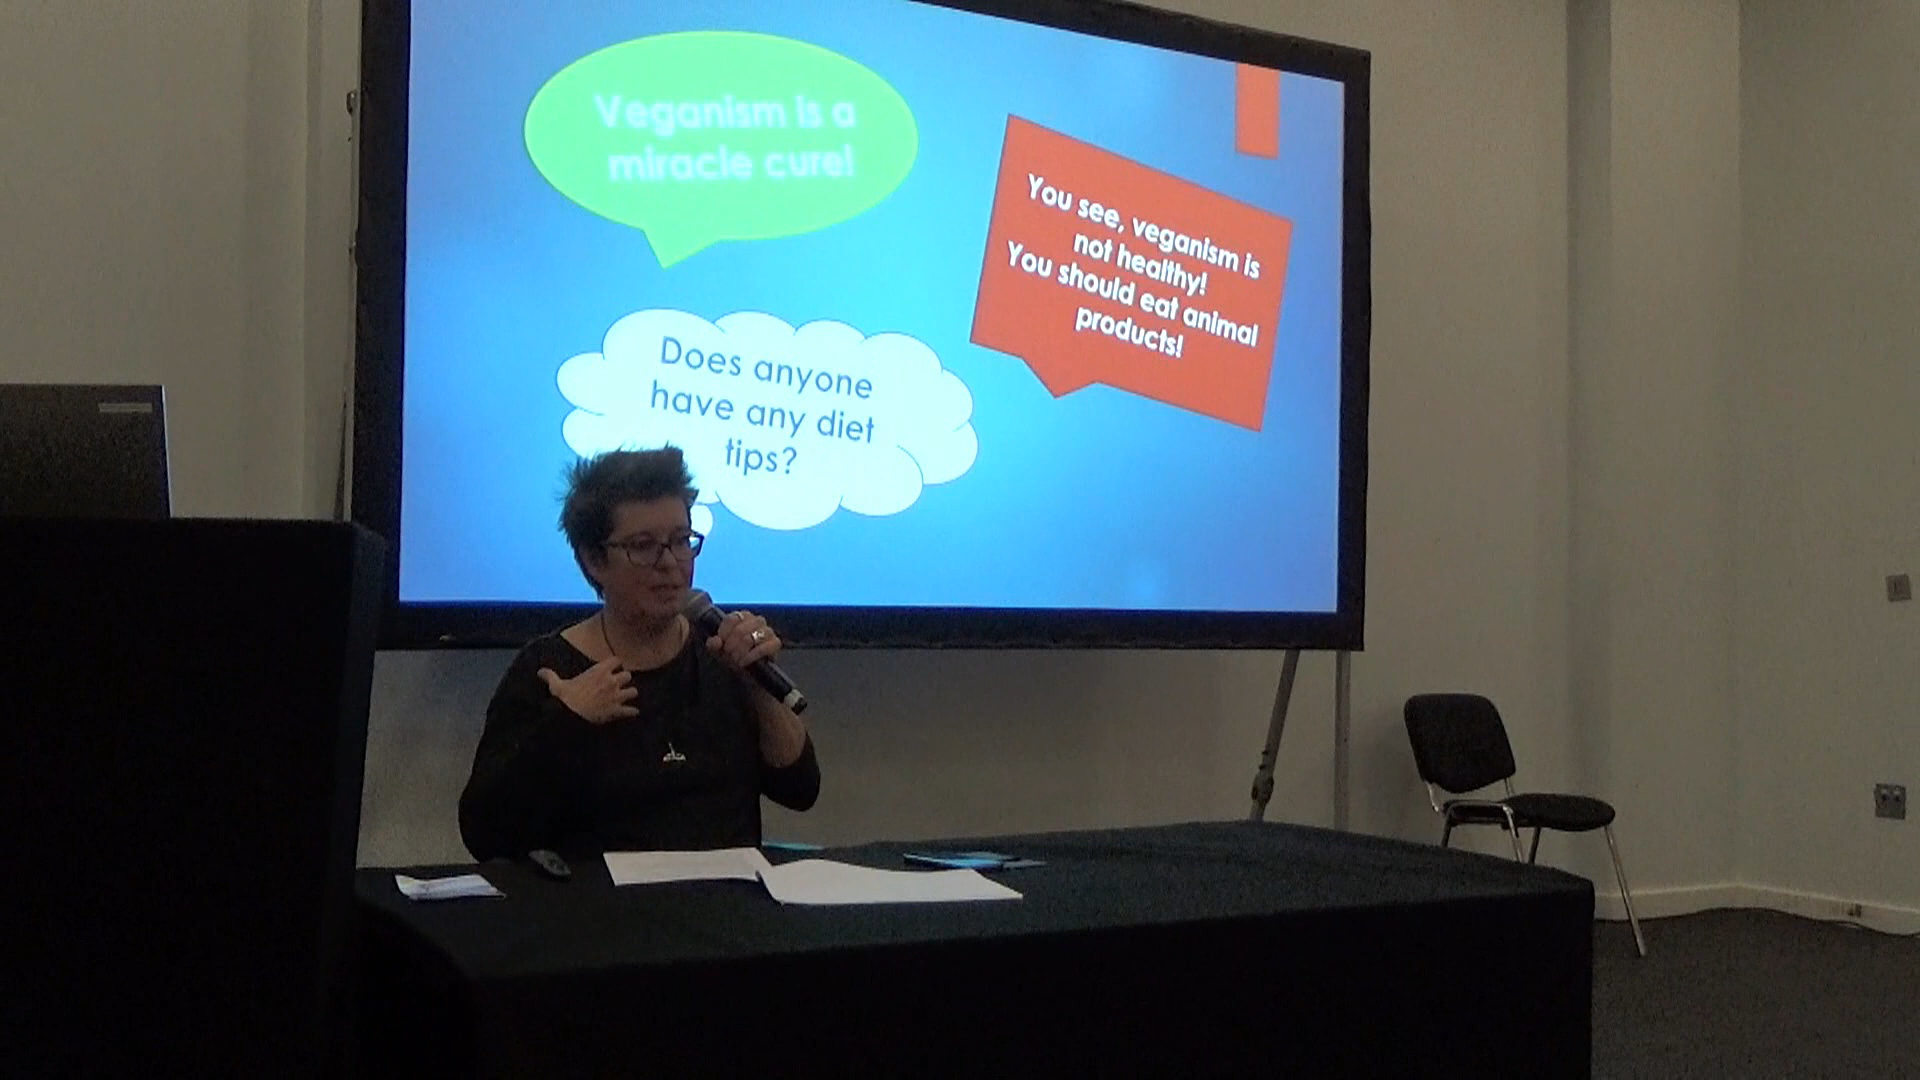 Veganism is a
miracle cure!
You see, veganism is
not healthy!
You should eat animal
products!
Does anyone
have any diet
tips?